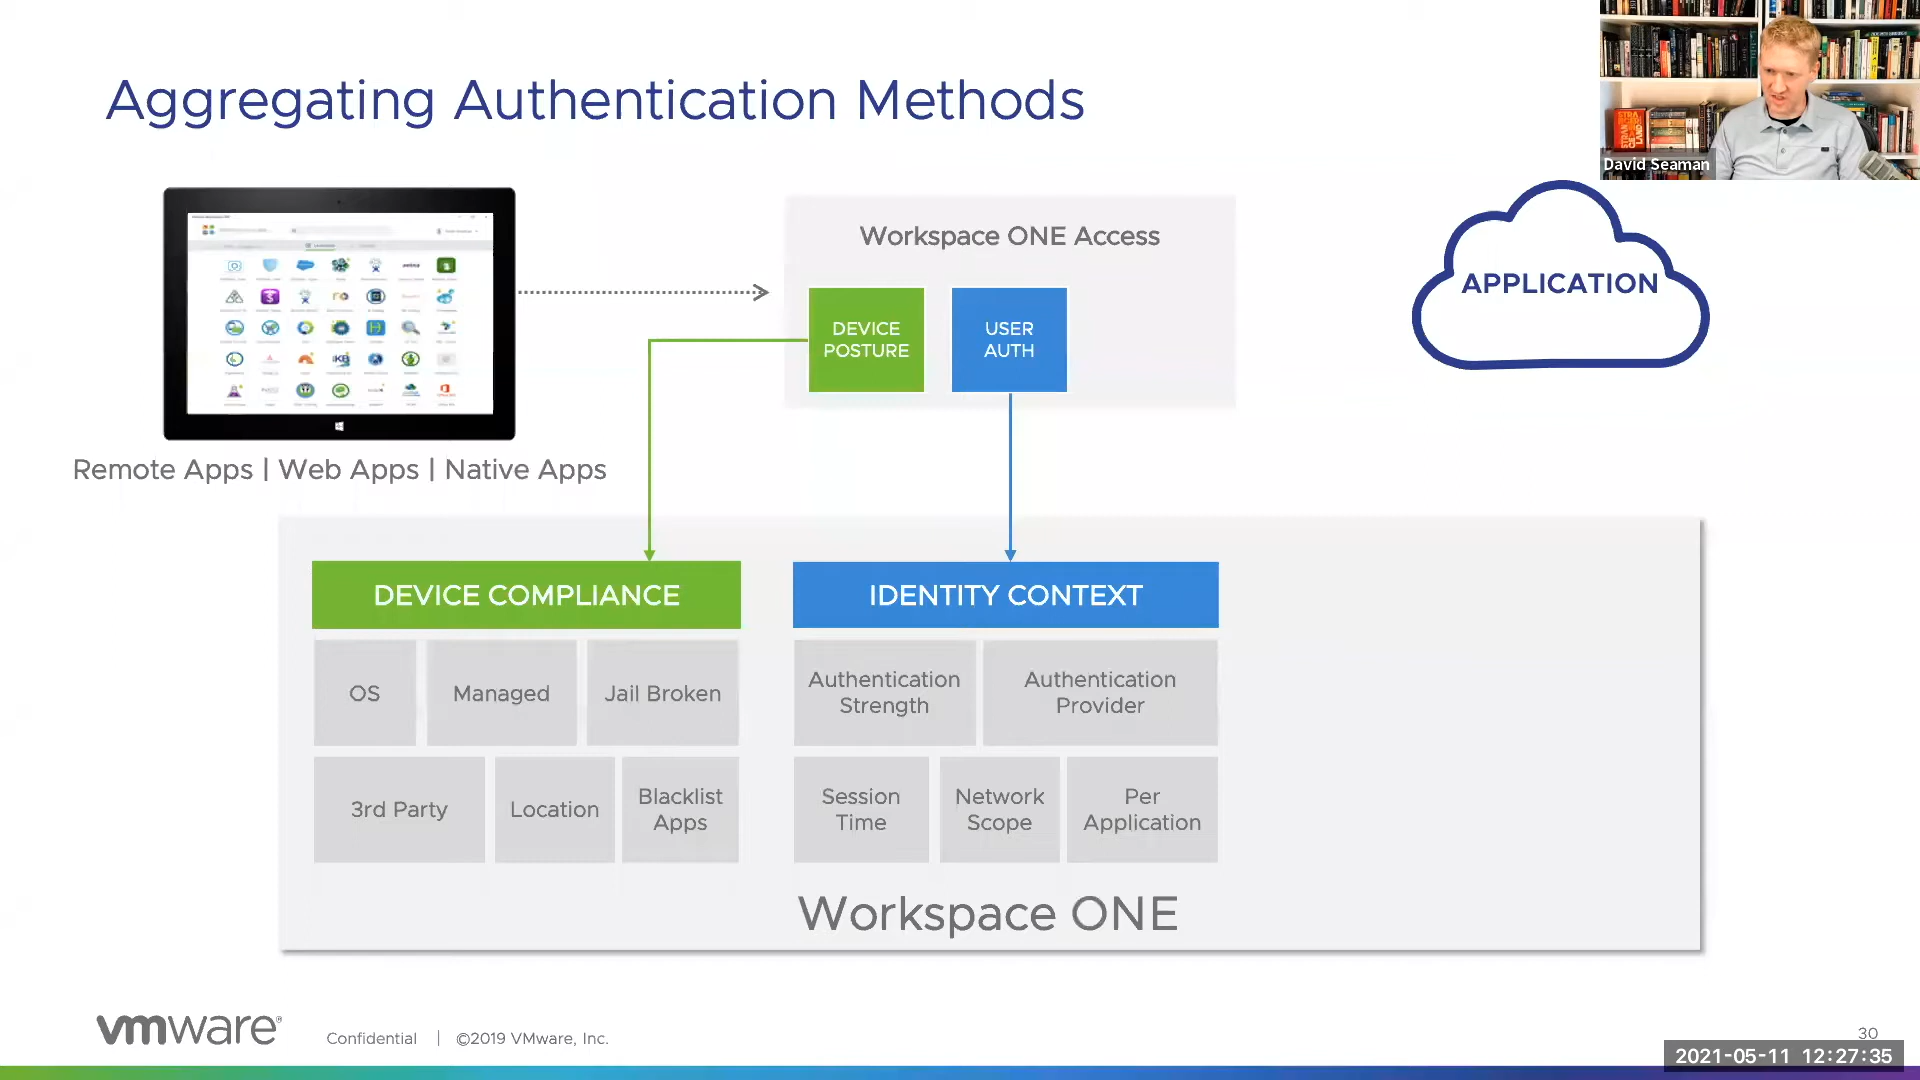 Aggregating Authentication Methods
David Seaman
Workspace ONE Access
DEVICE
POSTURE
USER
AUTH
APPLICATION
Remote Apps | Web Apps | Native Apps
DEVICE COMPLIANCE
IDENTITY CONTEXT
OS
Managed
Jail Broken
Authentication
Strength
Authentication
Provider
3rd Party
Location
Blacklist
Apps
Session
Time
Network
Scope
Per
Application
Workspace ONE
vmware®
Confidential | ©2019 VMware, Inc.
30
2021-05-11 12:27:35